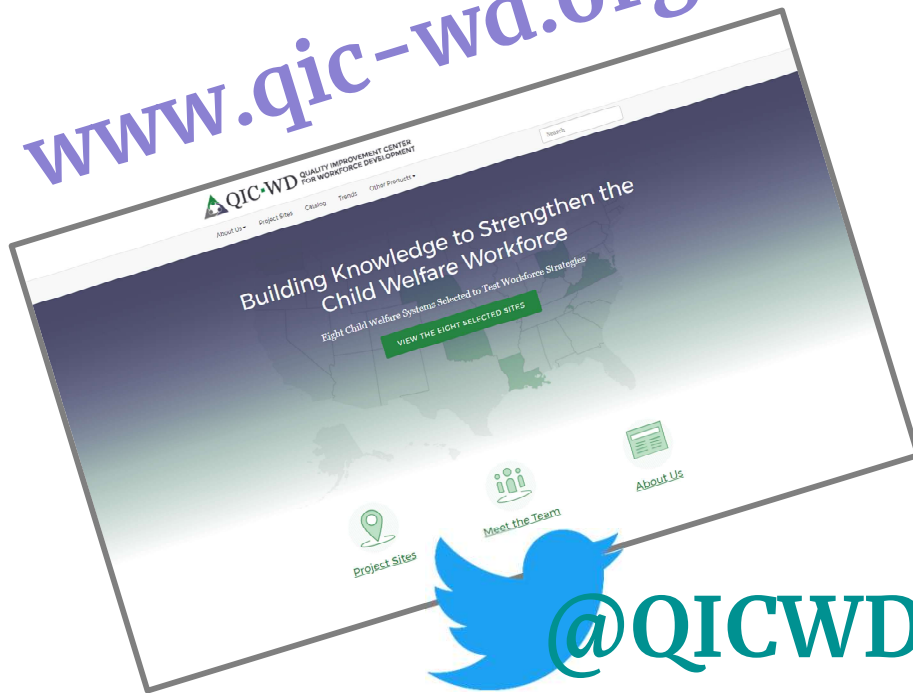 www.qic-wd.org
QIC-WD QUALITY IMPROVEMENT CENTER
FOR WORKFORCE DEVELOPMENT
Search
About Us Project Sites Catalog Trends Other Products
Building Knowledge to Strengthen the
Child Welfare Workforce
Eight Child Welfare Systems Selected to Test Workforce Strategies
VIEW THE EIGHT SELECTED SITES
Project Sites
Meet the Team
About Us
@QICWD